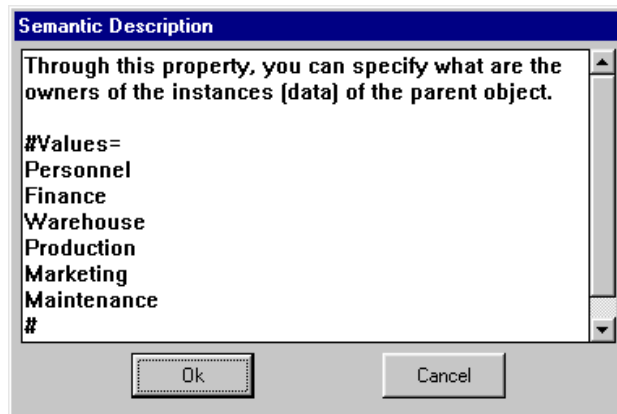 Semantic Description
Through this property, you can specify what are the
owners of the instances (data) of the parent object.
#Values=
Personnel
Finance
Warehouse
Production
Marketing
Maintenance
#
Ok
Cancel